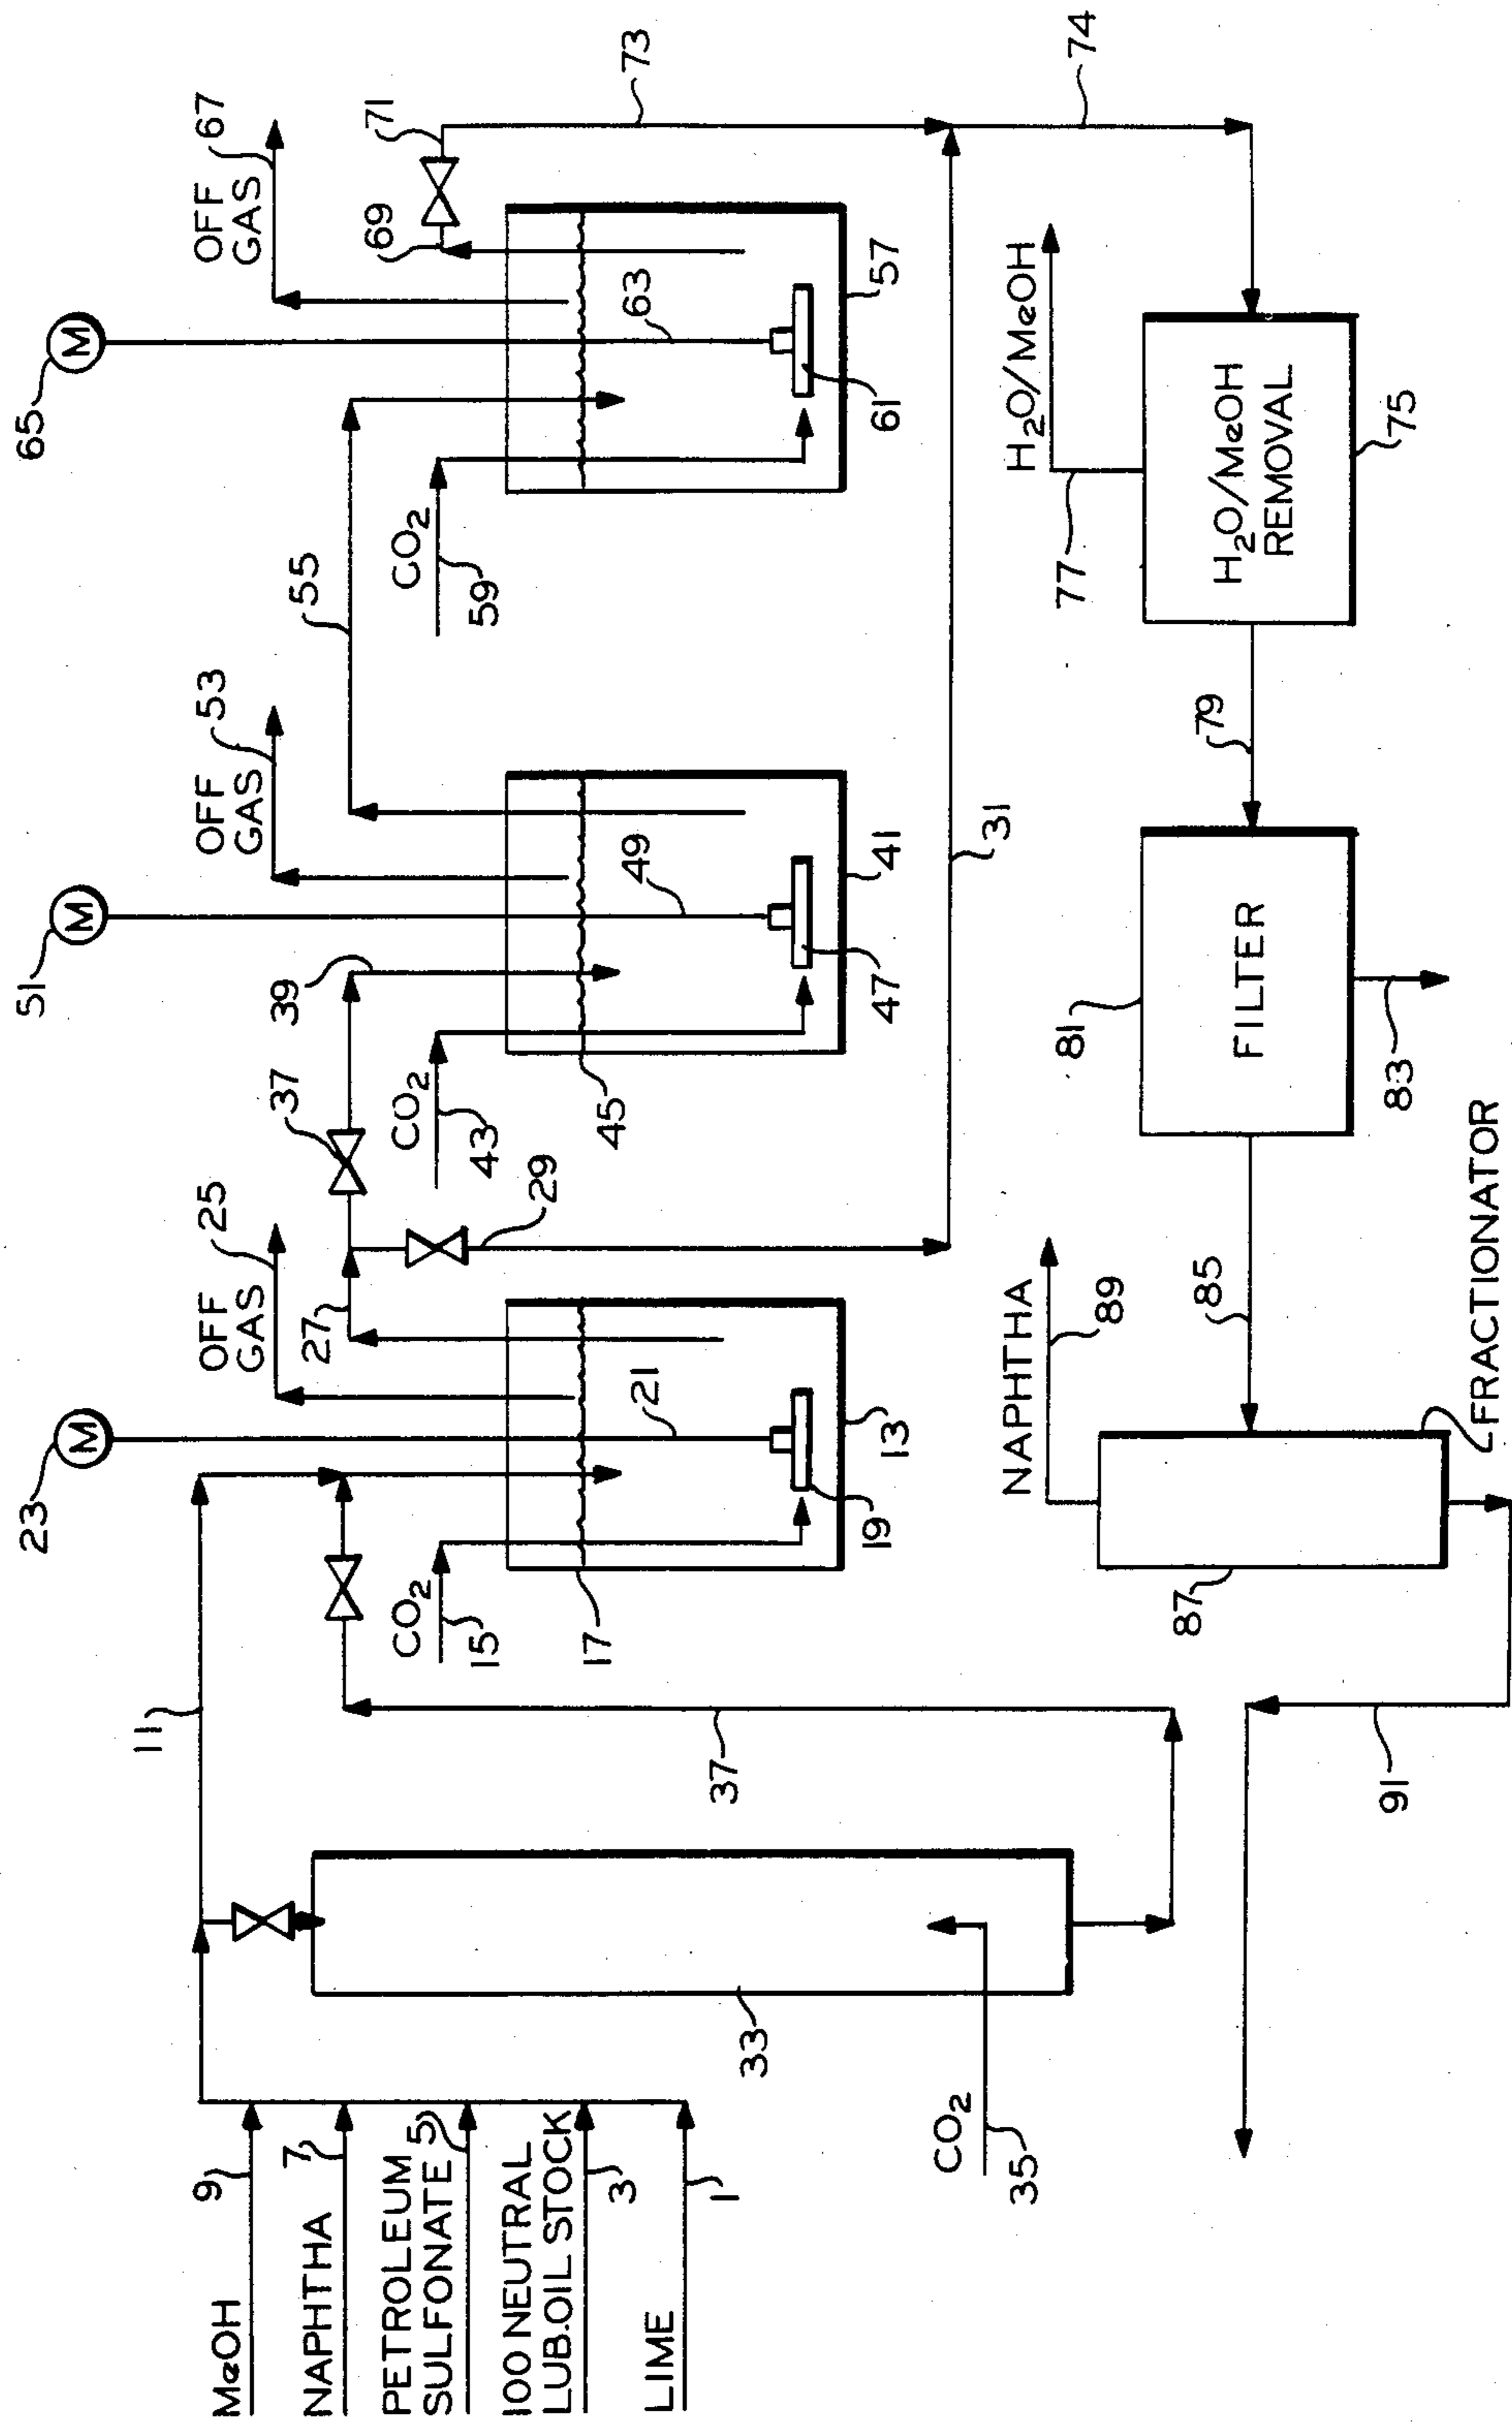 65
M
OFF
GAS
67
71
69
73
74
63
57
61
CO2
59
55
H2O/MeOH
77
H2O/MeOH
REMOVAL
75
51
M
OFF
GAS
53
79
49
41
47
39
37
CO2
43
45
31
29
81
FILTER
83
23
M
OFF
GAS
25
27
21
13
19
CO2
15
17
NAPHTHA
89
85
87
FRACTIONATOR
11
37
91
33
CO2
35
MeOH
9
NAPHTHA
7
PETROLEUM
SULFONATE 5
100 NEUTRAL
LUB.OIL STOCK
3
LIME
1